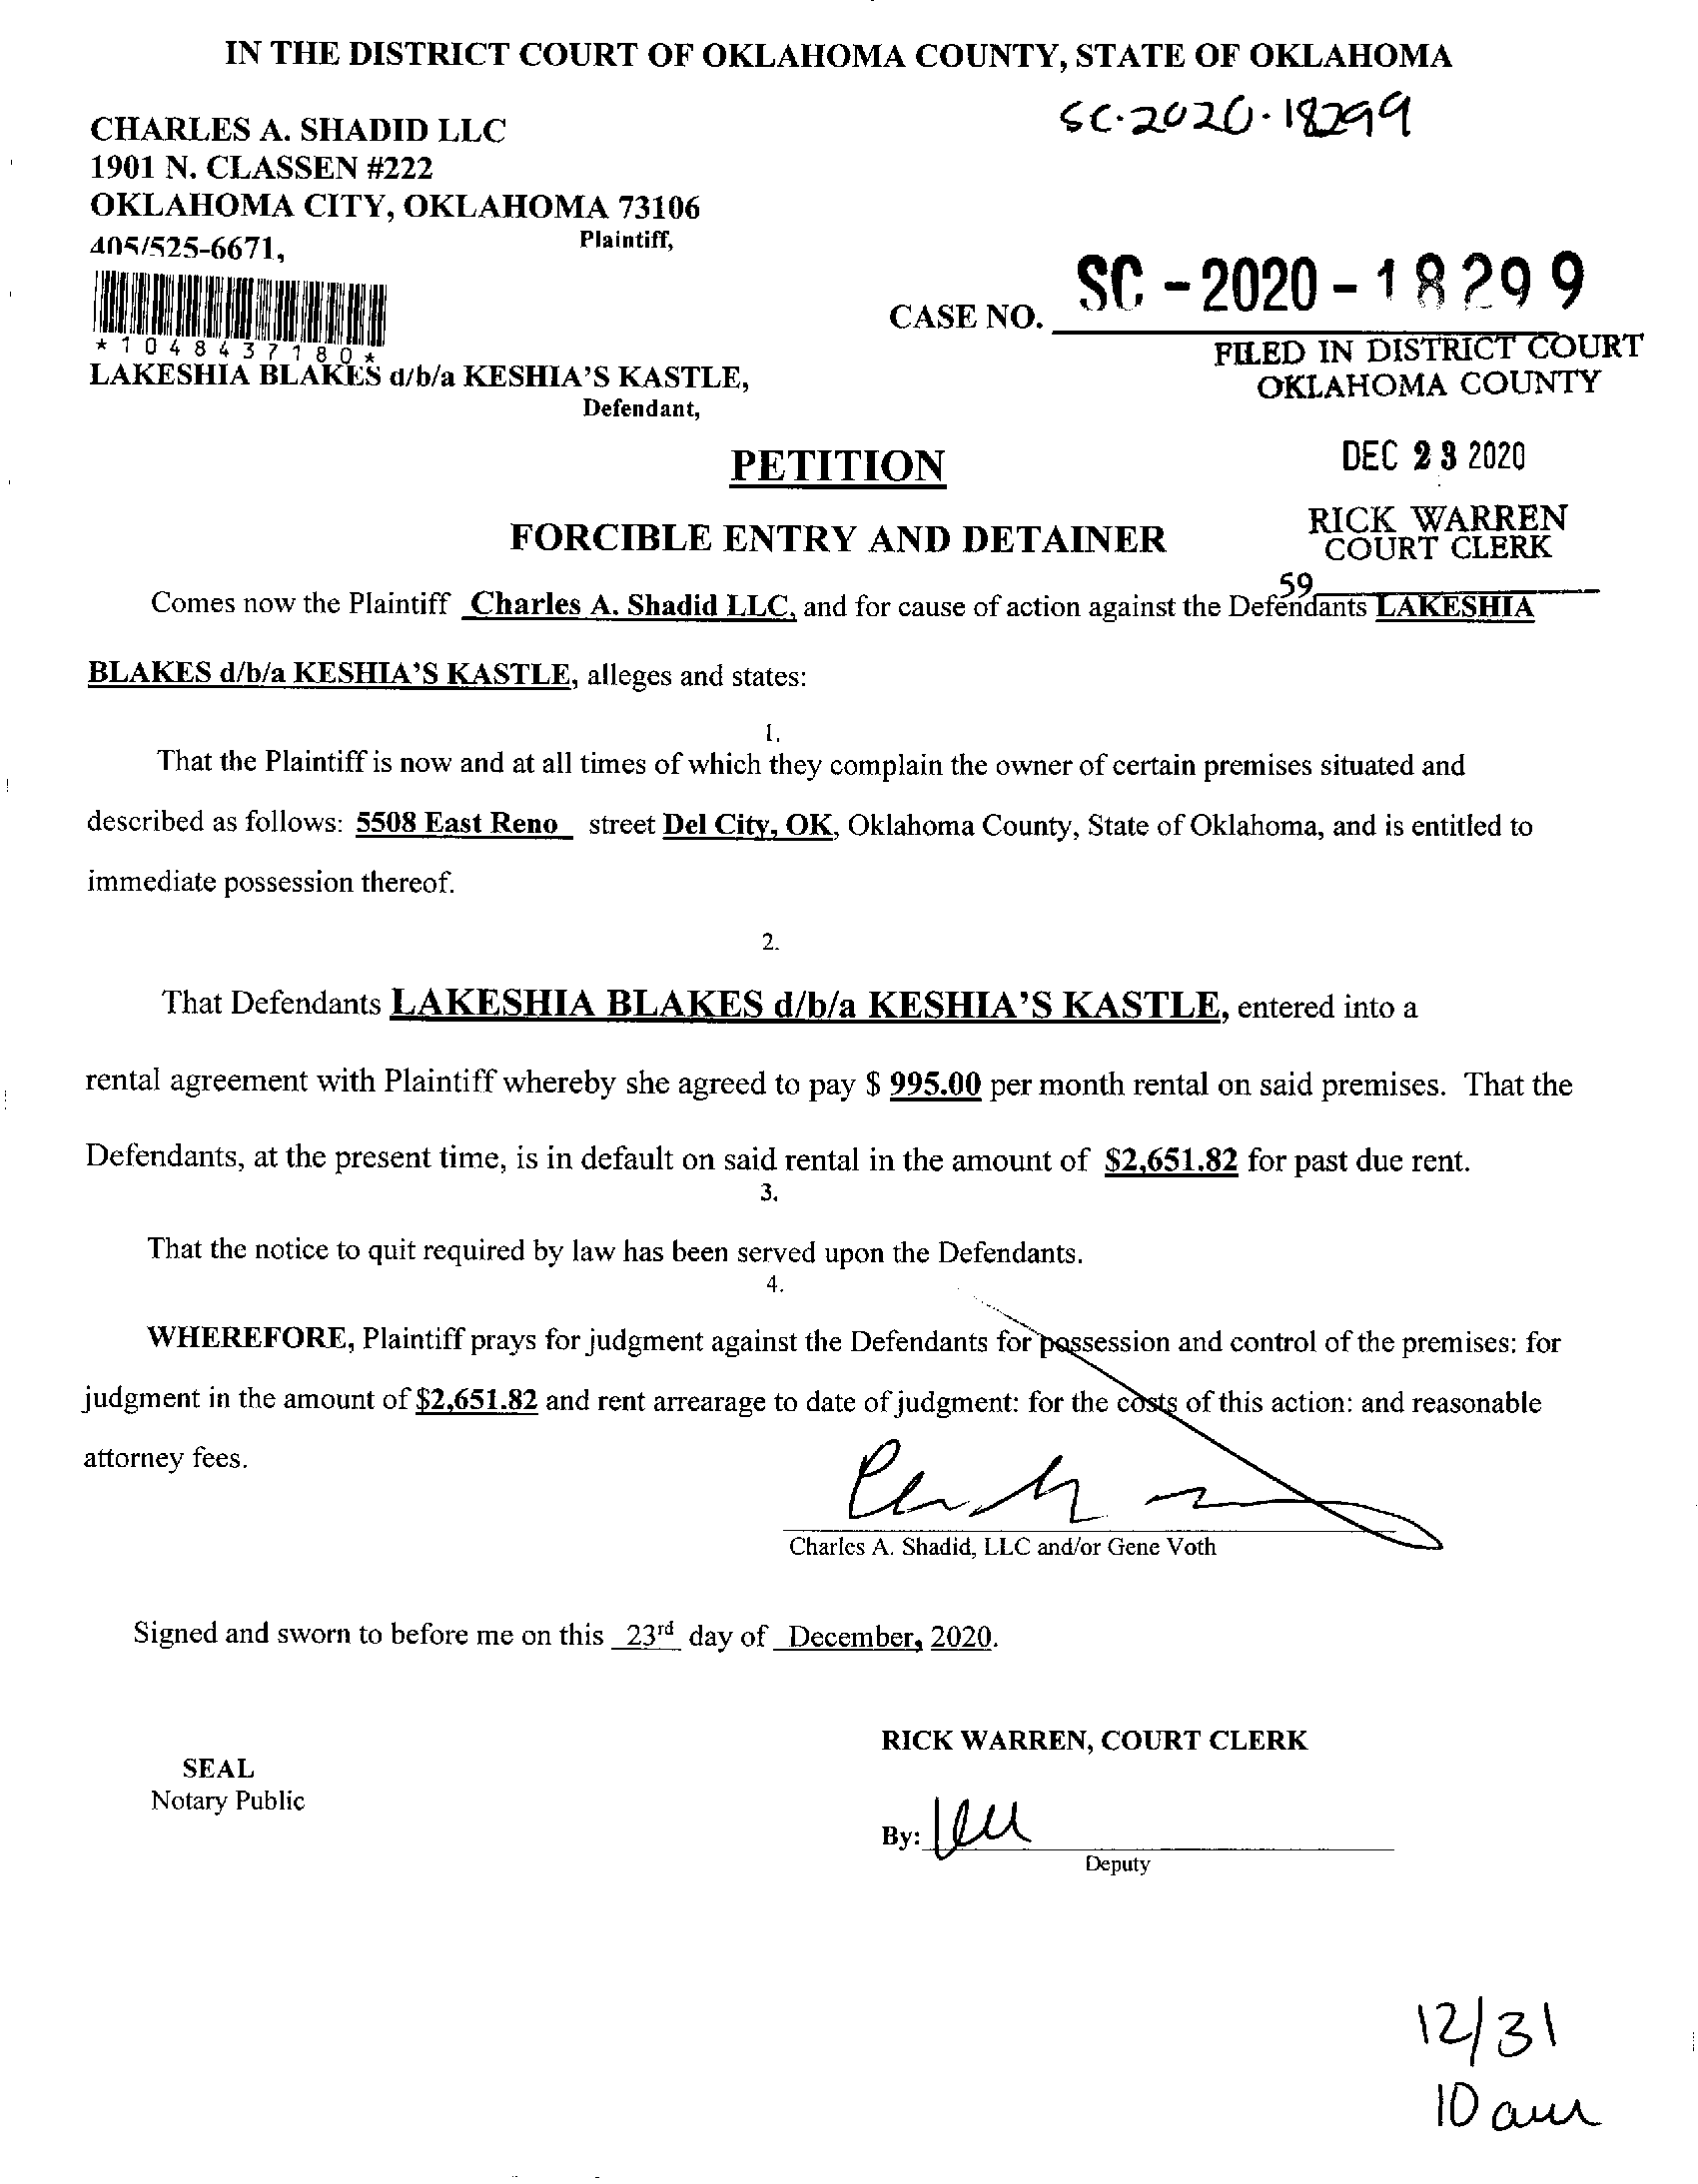 IN THE DISTRICT COURT OF OKLAHOMA COUNTY, STATE OF OKLAHOMA
SC-2020-18299
CHARLES A. SHADID LLC
1901 N. CLASSEN #222
OKLAHOMA CITY, OKLAHOMA 73106
405/525-6671,
Plaintiff,
CASE NO. SC - 2020 - 18299
*1048437180*
FILED IN DISTRICT COURT
OKLAHOMA COUNTY
LAKESHIA BLAKES d/b/a KESHIA'S KASTLE,
Defendant,
DEC 23 2020
PETITION
RICK WARREN
COURT CLERK
FORCIBLE ENTRY AND DETAINER
59
Comes now the Plaintiff Charles A. Shadid LLC, and for cause of action against the Defendants LAKESHIA
BLAKES d/b/a KESHIA'S KASTLE, alleges and states:
1.
That the Plaintiff is now and at all times of which they complain the owner of certain premises situated and
described as follows: 5508 East Reno street Del City, OK, Oklahoma County, State of Oklahoma, and is entitled to
immediate possession thereof.
2.
That Defendants LAKESHIA BLAKES d/b/a KESHIA'S KASTLE, entered into a
rental agreement with Plaintiff whereby she agreed to pay $ 995.00 per month rental on said premises. That the
Defendants, at the present time, is in default on said rental in the amount of $2,651.82 for past due rent.
3.
That the notice to quit required by law has been served upon the Defendants.
4.
WHEREFORE, Plaintiff prays for judgment against the Defendants for possession and control of the premises: for
judgment in the amount of $2,651.82 and rent arrearage to date of judgment: for the costs of this action: and reasonable
attorney fees.
Charles A. Shadid, LLC and/or Gene Voth
Signed and sworn to before me on this 23rd day of December, 2020.
RICK WARREN, COURT CLERK
SEAL
Notary Public
By:
Deputy
12/31
10 am